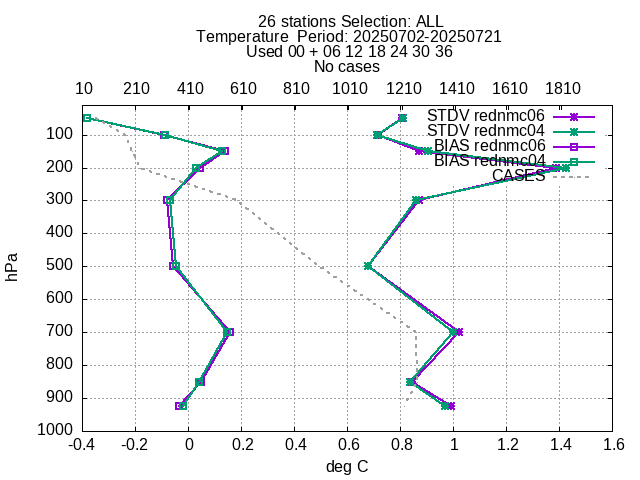 26 stations Selection: ALL
Temperature Period: 20250702-20250721
Used 00 + 06 12 18 24 30 36
No cases
10 210 410 610 810 1010 1210 1410 1610 1810
STDV rednmc06
STDV rednmc04
BIAS rednmc06
BIAS rednmc04
CASES
100
200
300
400
500
600
700
800
900
1000
hPa
-0.4 -0.2 0 0.2 0.4 0.6 0.8 1 1.2 1.4 1.6
deg C